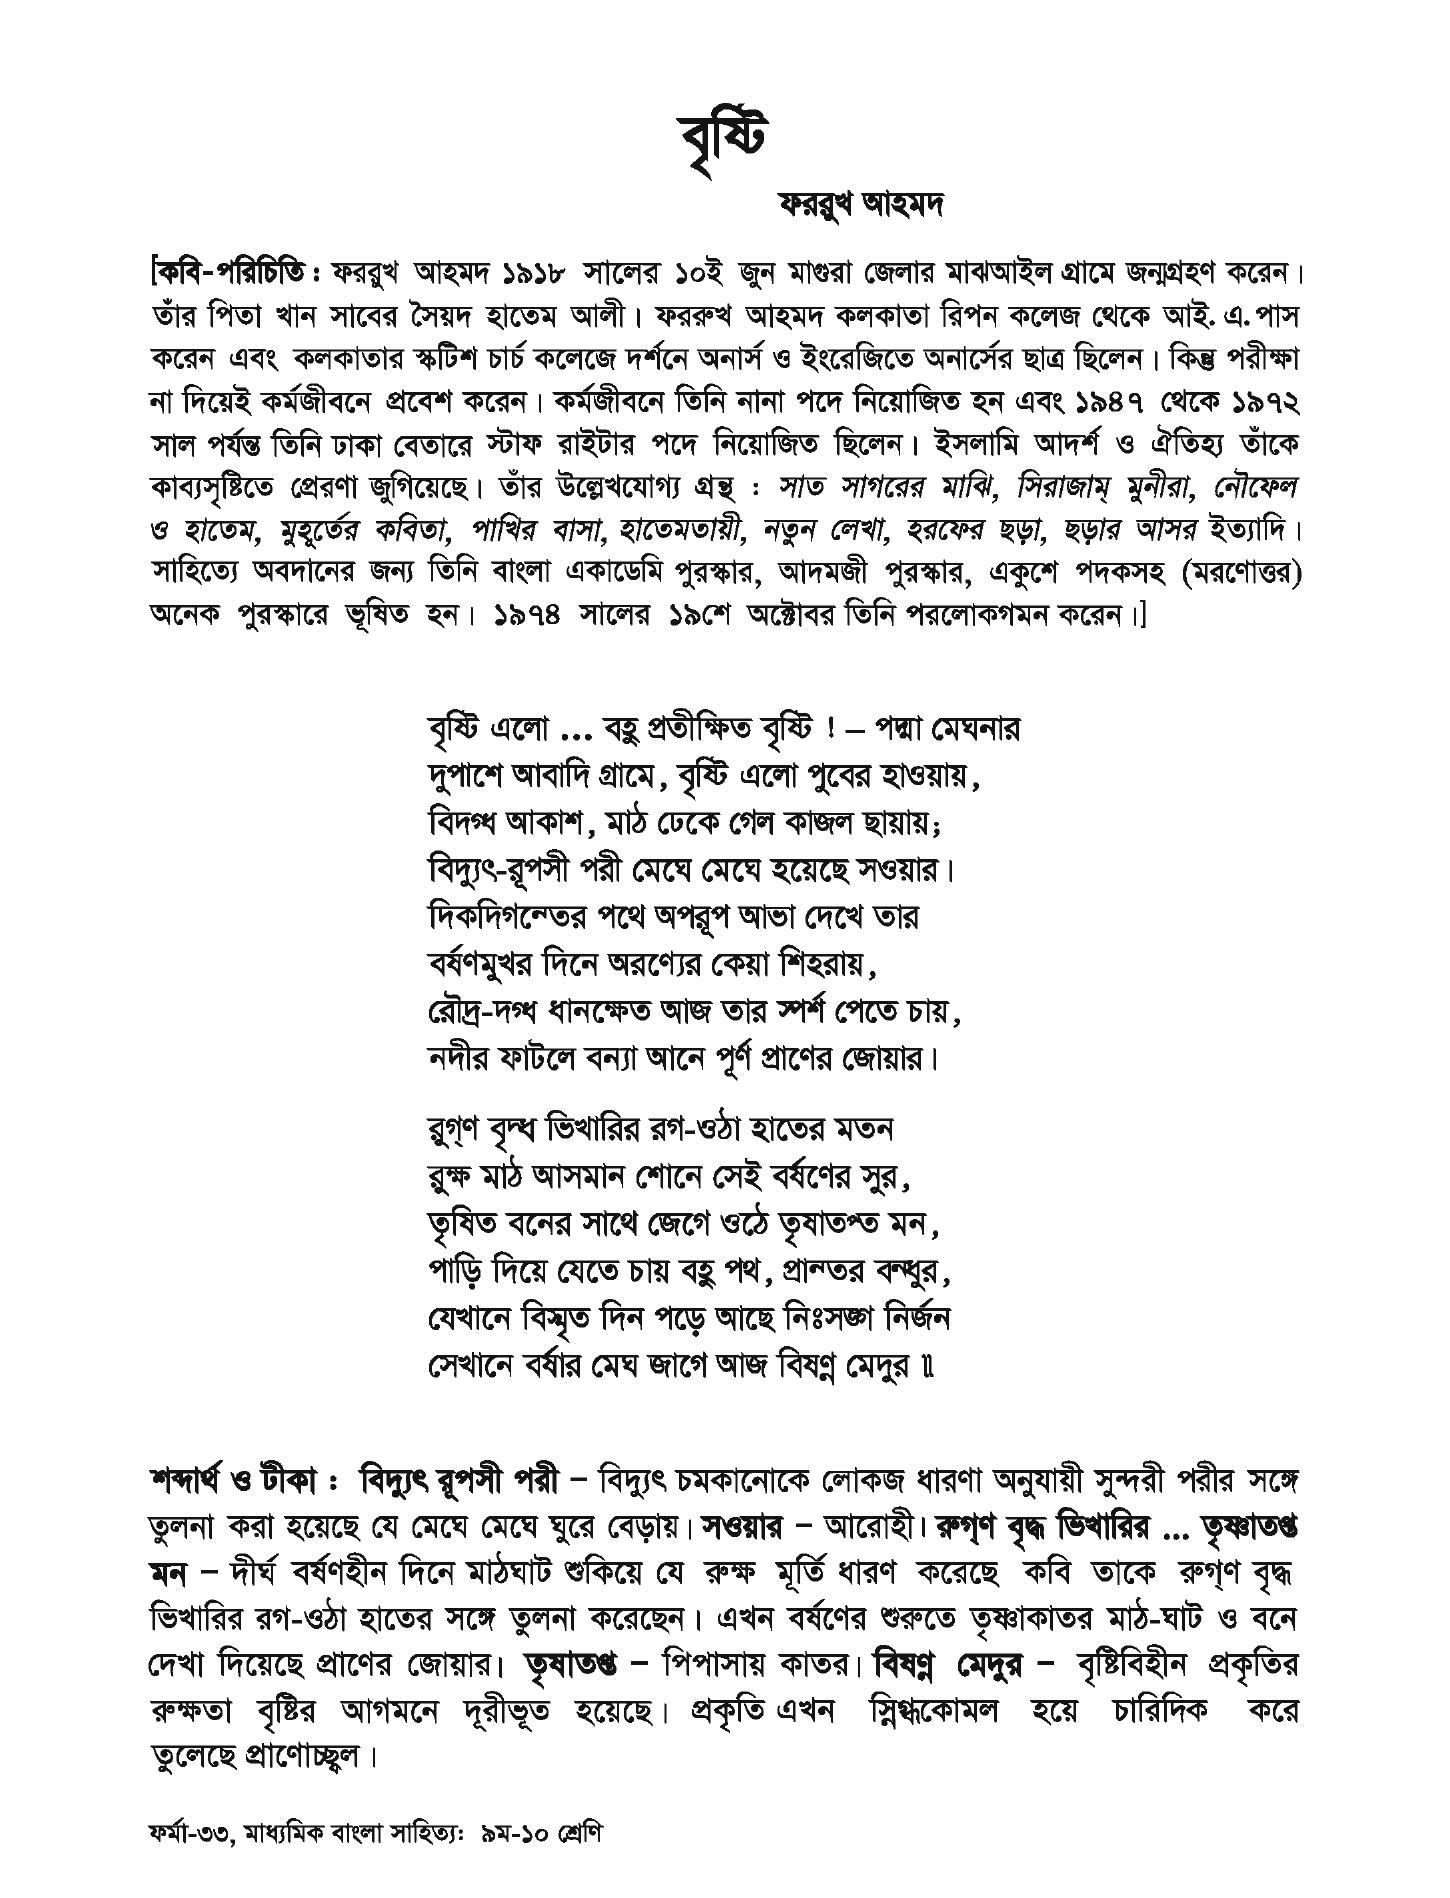 বৃষ্টি
ফররুখ আহমদ
[কবি-পরিচিতি : ফররুখ আহমদ ১৯১৮ সালের ১০ই জুন মাগুরা জেলার মাঝআইল গ্রামে জন্মগ্রহণ করেন।
তাঁর পিতা খান সাবের সৈয়দ হাতেম আলী। ফররুখ আহমদ কলকাতা রিপন কলেজ থেকে আই. এ. পাস
করেন এবং কলকাতার স্কটিশ চার্চ কলেজে দর্শনে অনার্স ও ইংরেজিতে অনার্সের ছাত্র ছিলেন। কিন্তু পরীক্ষা
না দিয়েই কর্মজীবনে প্রবেশ করেন। কর্মজীবনে তিনি নানা পদে নিয়োজিত হন এবং ১৯৪৭ থেকে ১৯৭২
সাল পর্যন্ত তিনি ঢাকা বেতারে স্টাফ রাইটার পদে নিয়োজিত ছিলেন। ইসলামি আদর্শ ও ঐতিহ্য তাঁকে
কাব্যসৃষ্টিতে প্রেরণা জুগিয়েছে। তাঁর উল্লেখযোগ্য গ্রন্থ : সাত সাগরের মাঝি, সিরাজাম্ মুনীরা, নৌফেল
ও হাতেম, মুহূর্তের কবিতা, পাখির বাসা, হাতেমতায়ী, নতুন লেখা, হরফের ছড়া, ছড়ার আসর ইত্যাদি।
সাহিত্যে অবদানের জন্য তিনি বাংলা একাডেমি পুরস্কার, আদমজী পুরস্কার, একুশে পদকসহ (মরণোত্তর)
অনেক পুরস্কারে ভূষিত হন। ১৯৭৪ সালের ১৯শে অক্টোবর তিনি পরলোকগমন করেন।]
বৃষ্টি এলো ... বহু প্রতীক্ষিত বৃষ্টি ! – পদ্মা মেঘনার
দুপাশে আবাদি গ্রামে, বৃষ্টি এলো পুবের হাওয়ায়,
বিদগ্ধ আকাশ, মাঠ ঢেকে গেল কাজল ছায়ায়;
বিদ্যুৎ-রূপসী পরী মেঘে মেঘে হয়েছে সওয়ার।
দিকদিগন্তের পথে অপরূপ আভা দেখে তার
বর্ষণমুখর দিনে অরণ্যের কেয়া শিহরায়,
রৌদ্র-দগ্ধ ধানক্ষেত আজ তার স্পর্শ পেতে চায়,
নদীর ফাটলে বন্যা আনে পূর্ণ প্রাণের জোয়ার।
রুগ্‌ণ বৃদ্ধ ভিখারির রগ-ওঠা হাতের মতন
রুক্ষ মাঠ আসমান শোনে সেই বর্ষণের সুর,
তৃষিত বনের সাথে জেগে ওঠে তৃষাতপ্ত মন,
পাড়ি দিয়ে যেতে চায় বহু পথ, প্রান্তর বন্ধুর,
যেখানে বিস্মৃত দিন পড়ে আছে নিঃসঙ্গ নির্জন
সেখানে বর্ষার মেঘ জাগে আজ বিষণ্ন মেদুর ॥
শব্দার্থ ও টীকা : বিদ্যুৎ রূপসী পরী – বিদ্যুৎ চমকানোকে লোকজ ধারণা অনুযায়ী সুন্দরী পরীর সঙ্গে
তুলনা করা হয়েছে যে মেঘে মেঘে ঘুরে বেড়ায়। সওয়ার – আরোহী। রুগ্‌ণ বৃদ্ধ ভিখারির ... তৃষ্ণাতপ্ত
মন – দীর্ঘ বর্ষণহীন দিনে মাঠঘাট শুকিয়ে যে রুক্ষ মূর্তি ধারণ করেছে কবি তাকে রুগ্‌ণ বৃদ্ধ
ভিখারির রগ-ওঠা হাতের সঙ্গে তুলনা করেছেন। এখন বর্ষণের শুরুতে তৃষ্ণাকাতর মাঠ-ঘাট ও বনে
দেখা দিয়েছে প্রাণের জোয়ার। তৃষাতপ্ত – পিপাসায় কাতর। বিষণ্ন মেদুর – বৃষ্টিবিহীন প্রকৃতির
রুক্ষতা বৃষ্টির আগমনে দূরীভূত হয়েছে। প্রকৃতি এখন স্নিগ্ধকোমল হয়ে চারিদিক করে
তুলেছে প্রাণোচ্ছ্বল।
ফর্মা-৩৩, মাধ্যমিক বাংলা সাহিত্য: ৯ম-১০ শ্রেণি